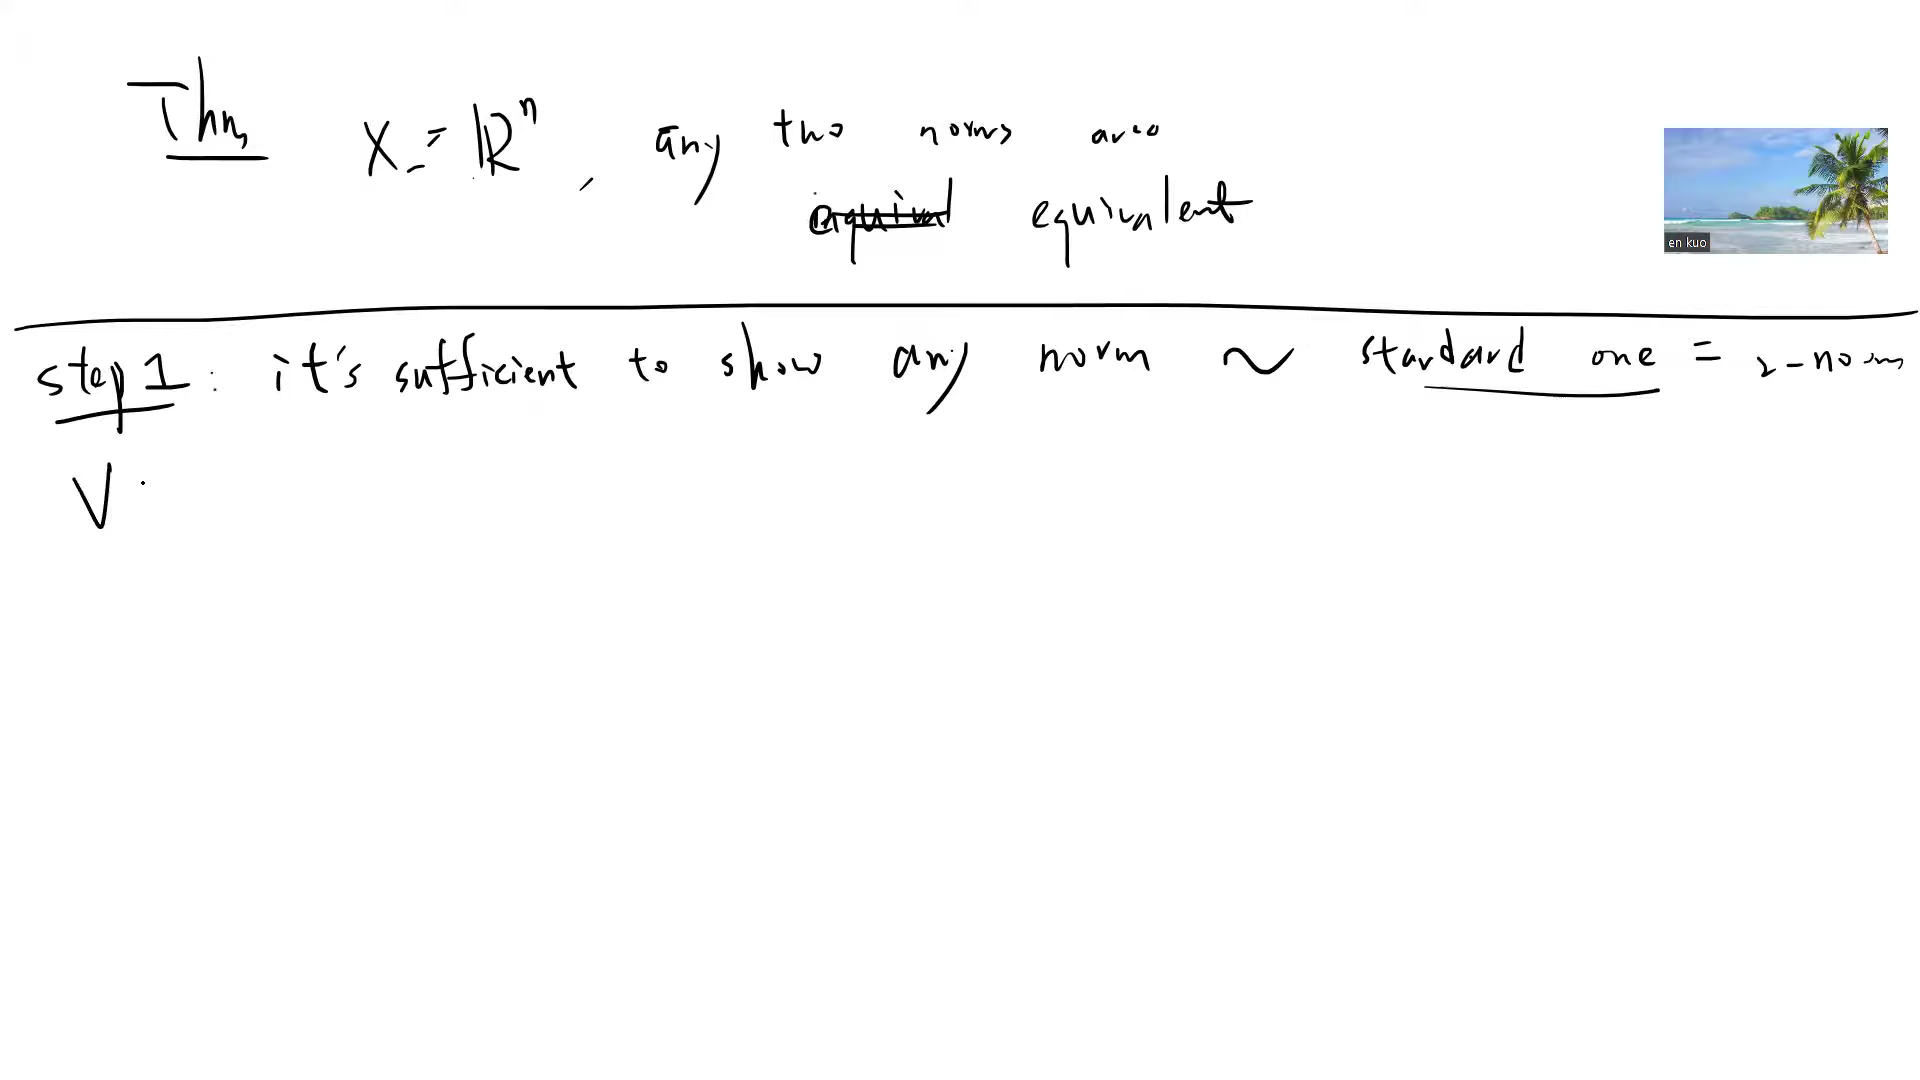 Thm X = ℝⁿ, any two norms are
equival equivalent
en kuo
step 1: it's sufficient to show any norm ~ standard one = 2-norm
V